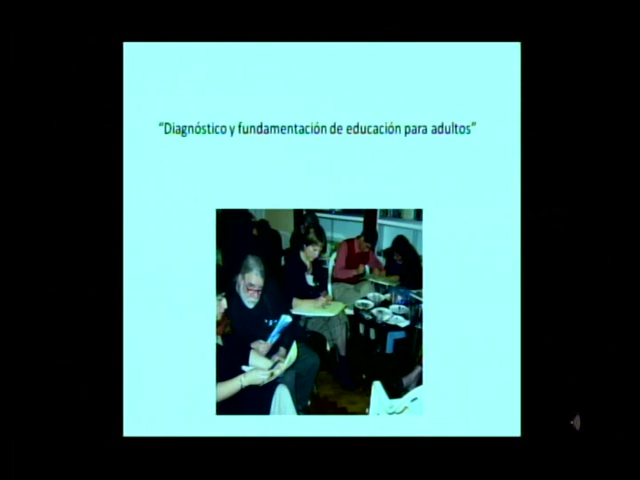 “Diagnóstico y fundamentación de educación para adultos”